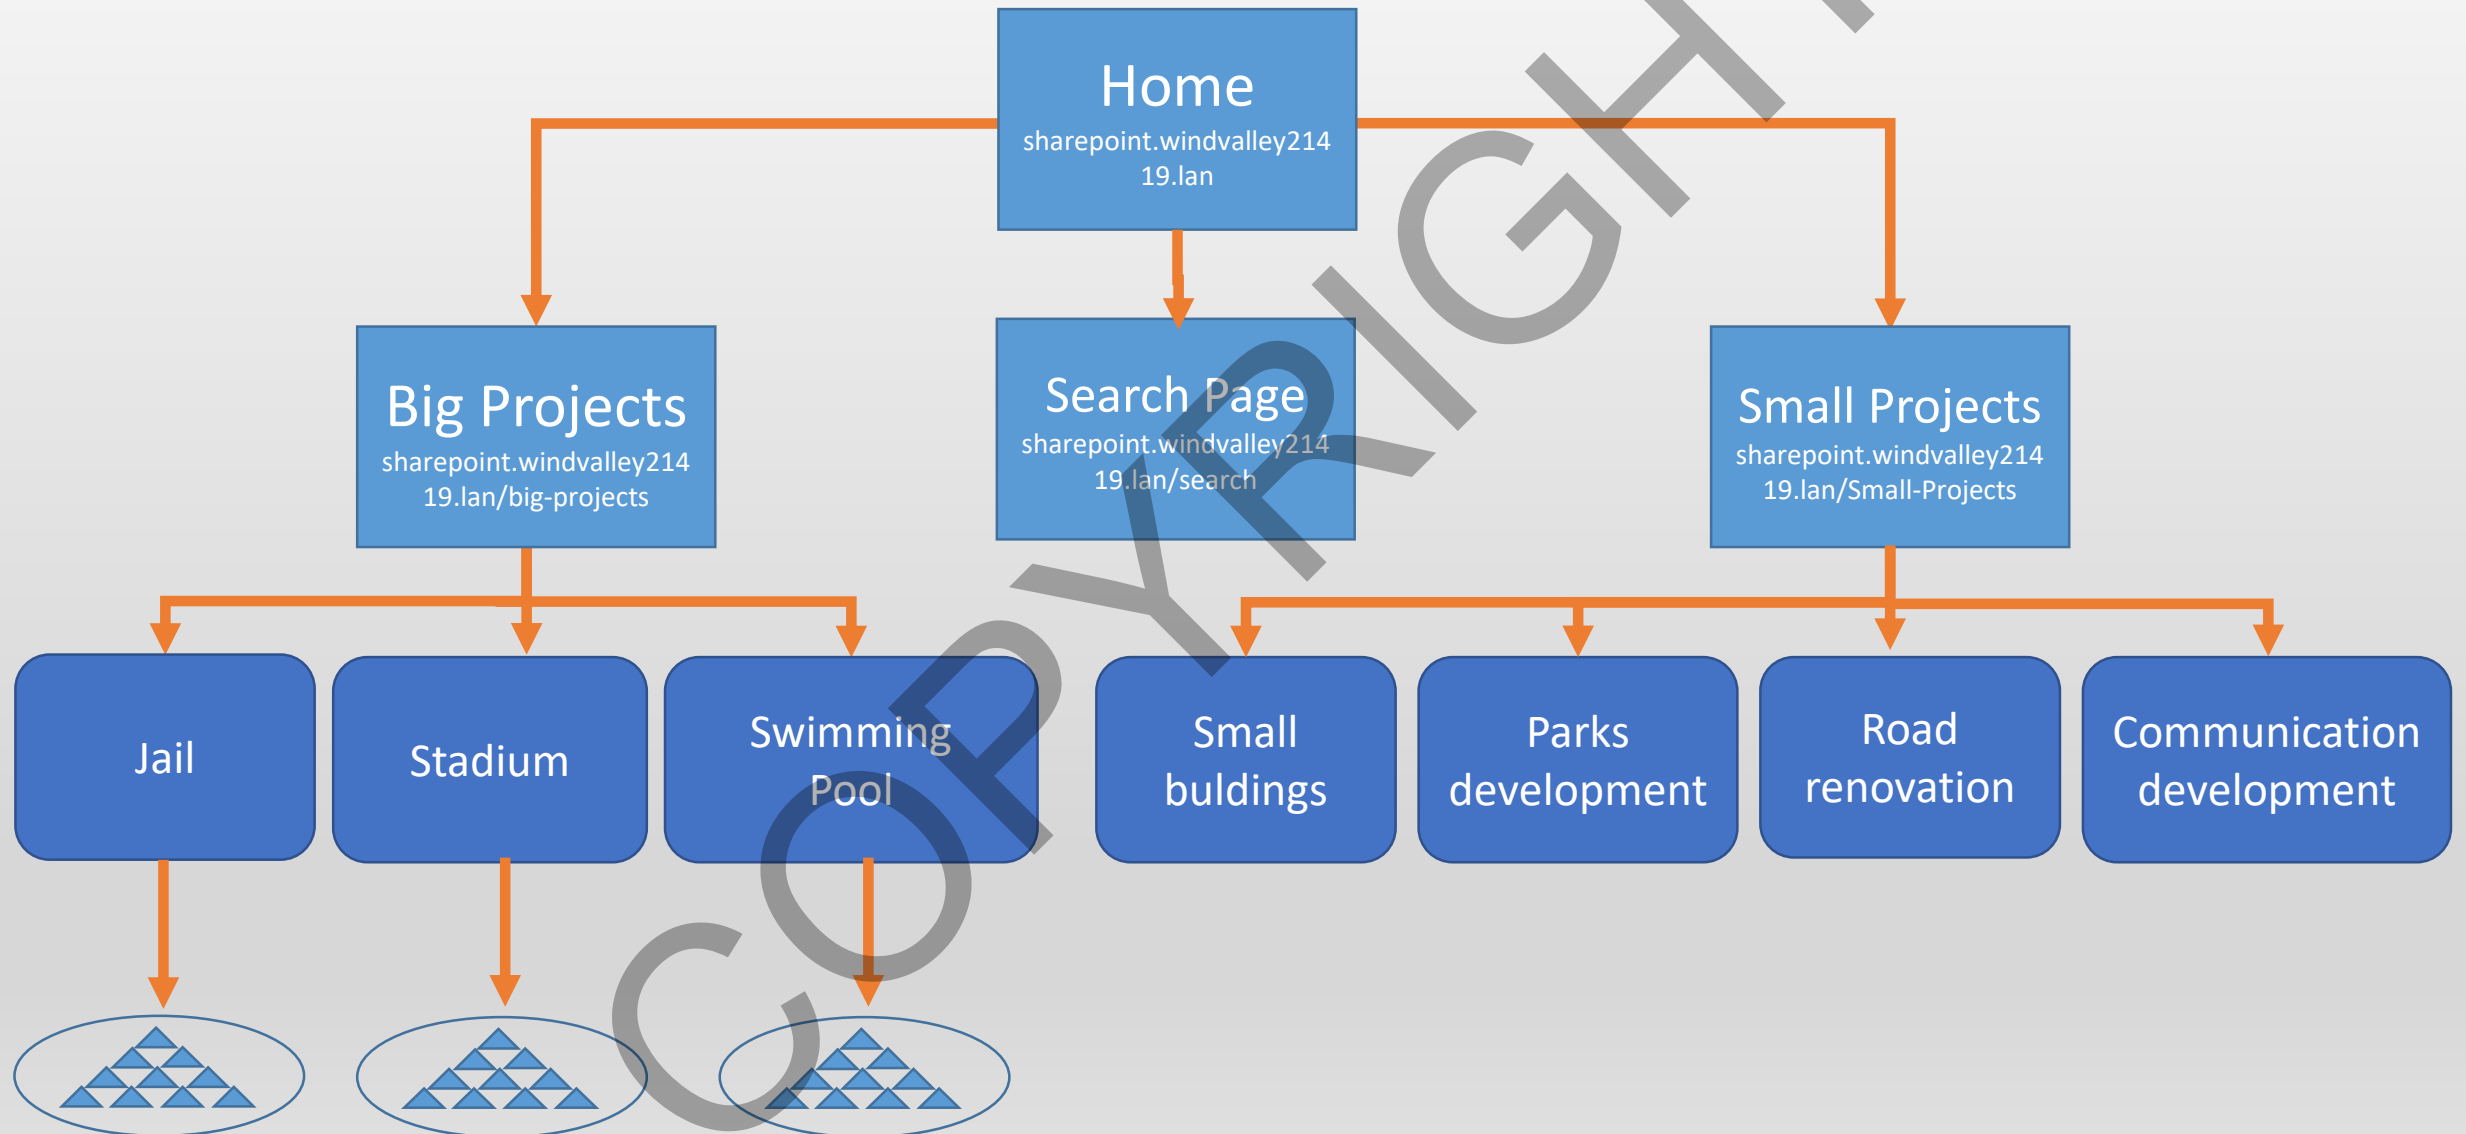 Home
sharepoint.windvalley214
19.lan
Big Projects
sharepoint.windvalley214
19.lan/big-projects
Search Page
sharepoint.windvalley214
19.lan/search
Small Projects
sharepoint.windvalley214
19.lan/Small-Projects
Jail
Stadium
Swimming
Pool
Small
buldings
Parks
development
Road
renovation
Communication
development
COPYRIGH